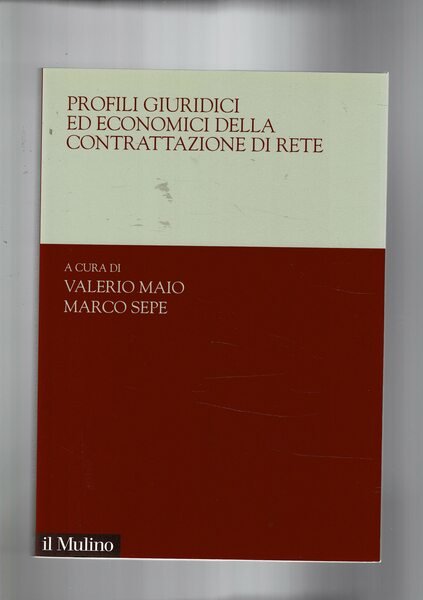 PROFILI GIURIDICI
ED ECONOMICI DELLA
CONTRATTAZIONE DI RETE
A CURA DI
VALERIO MAIO
MARCO SEPE
il Mulino